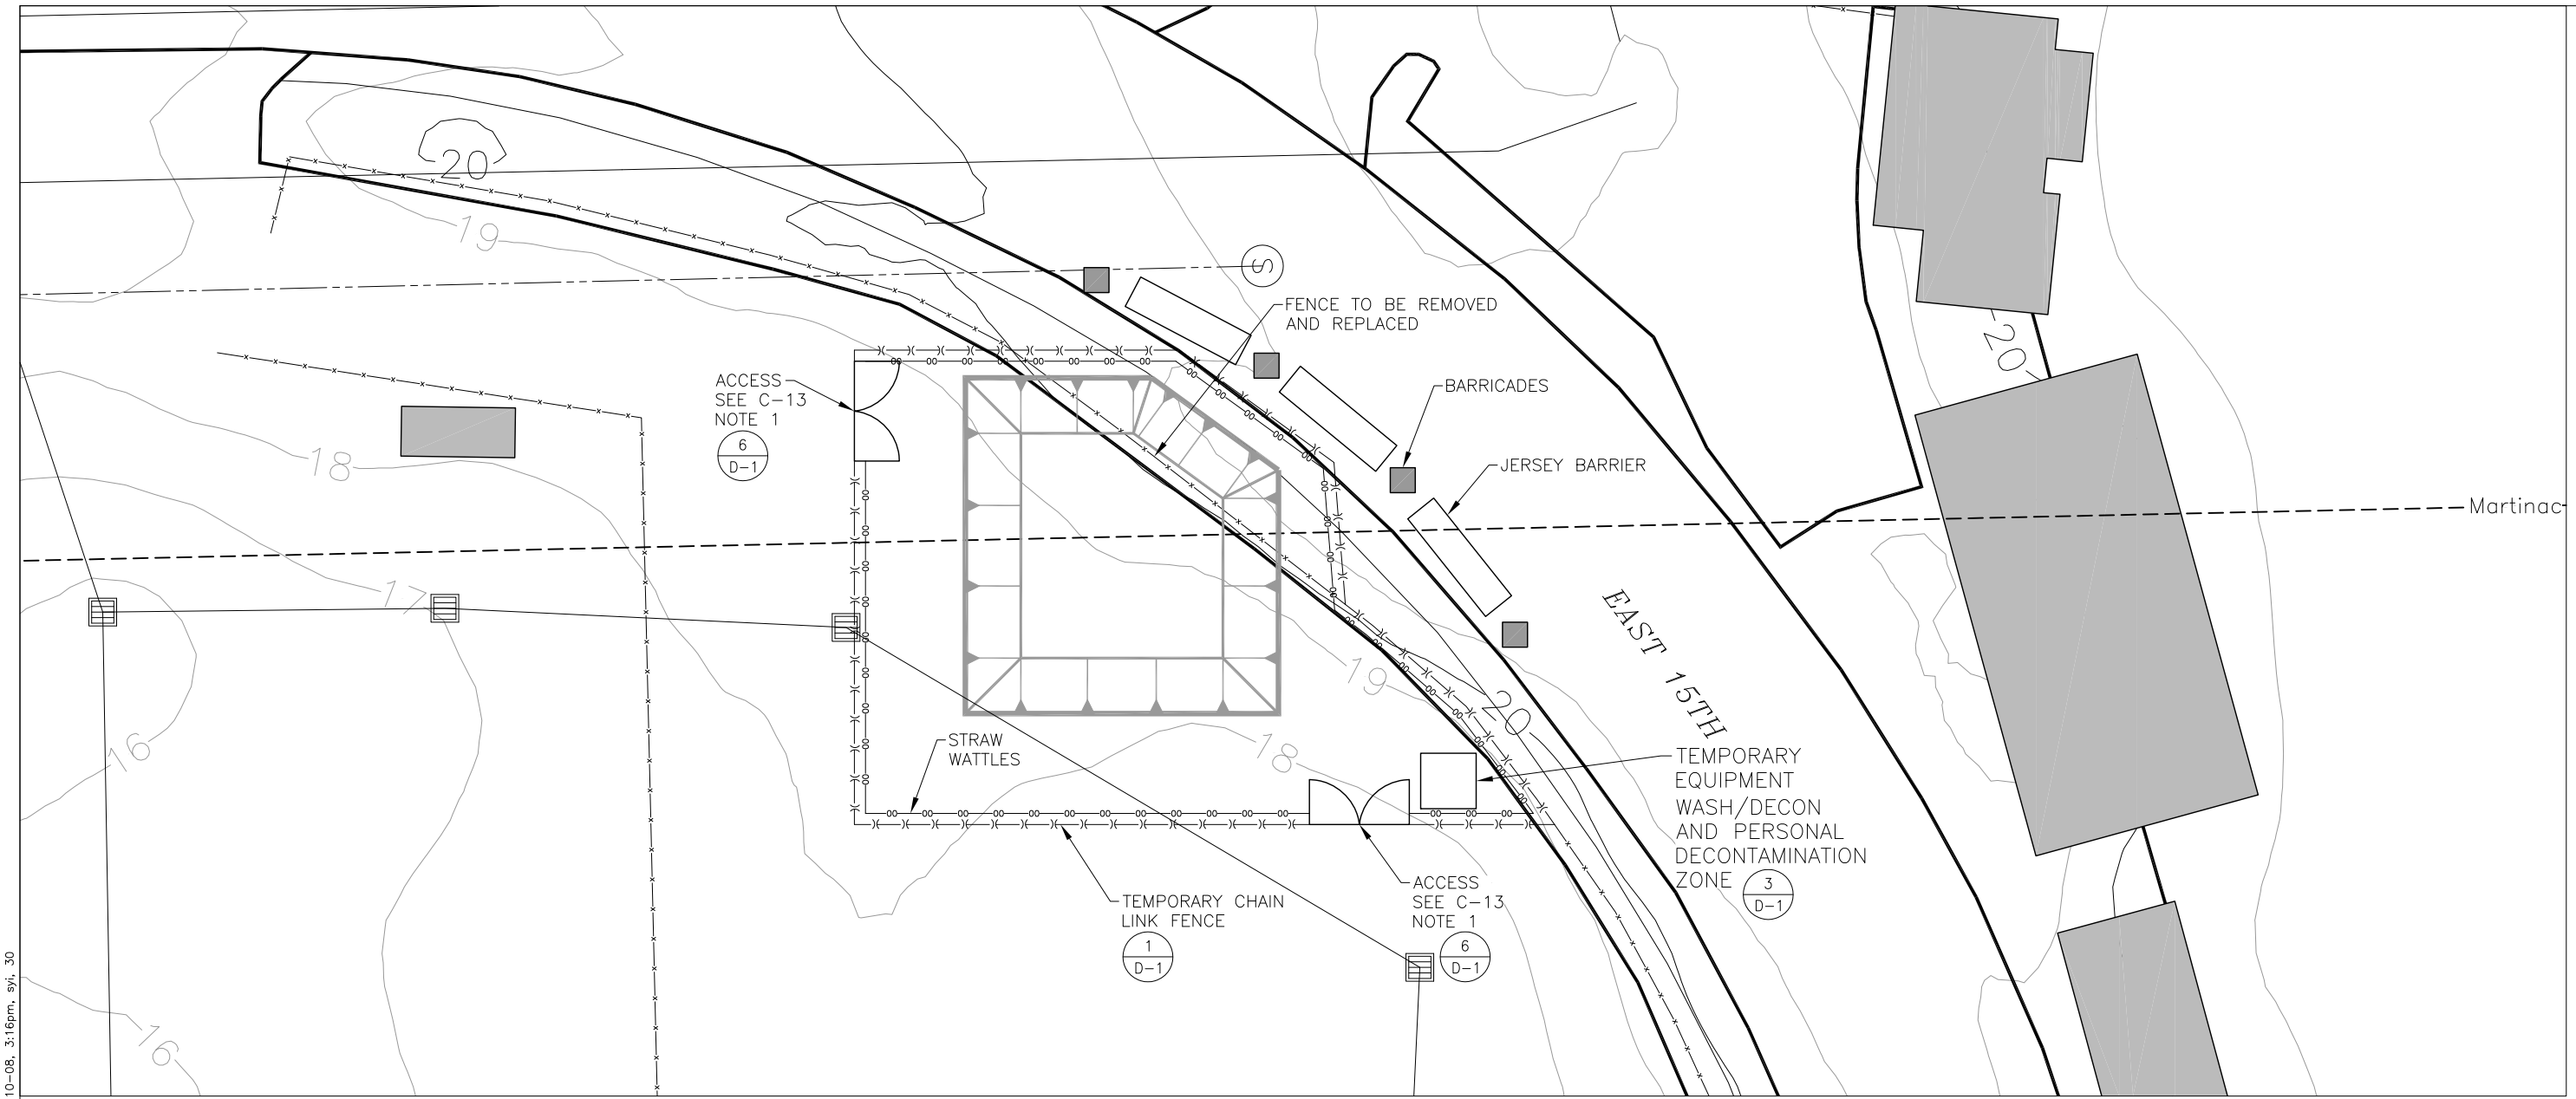 20
19
S
FENCE TO BE REMOVED
AND REPLACED
20
ACCESS
SEE C-13
NOTE 1
6
D-1
BARRICADES
18
JERSEY BARRIER
Martinac
17
EAST 15TH
19
20
16
18
STRAW
WATTLES
TEMPORARY
EQUIPMENT
WASH/DECON
AND PERSONAL
DECONTAMINATION
ZONE
3
D-1
TEMPORARY CHAIN
LINK FENCE
1
D-1
ACCESS
SEE C-13
NOTE 1
6
D-1
16
10-08, 3:16pm, syi, 30